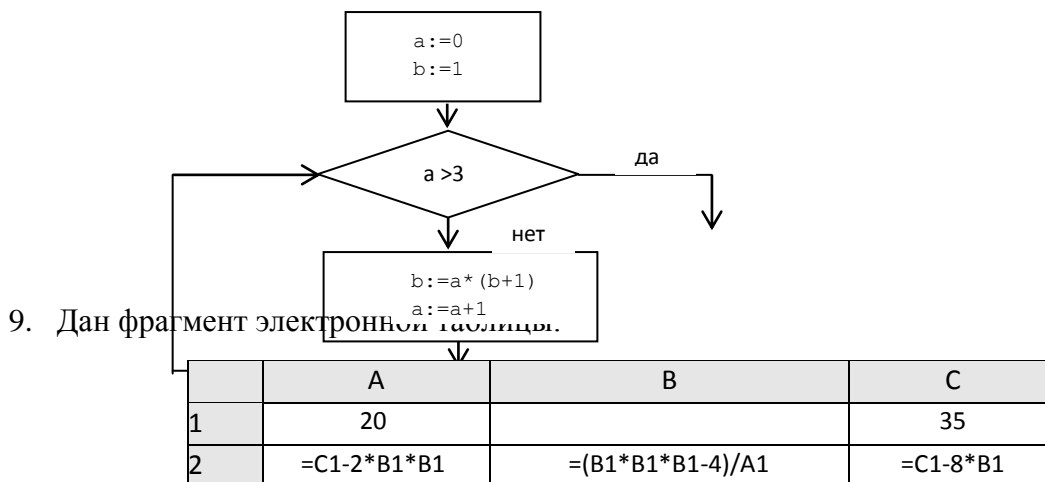 a:=0
b:=1
a >3
да
нет
b:=a*(b+1)
a:=a+1
9. Дан фрагмент электронной таблицы:
A B C
1 20 35
2 =C1-2*B1*B1 =(B1*B1*B1-4)/A1 =C1-8*B1